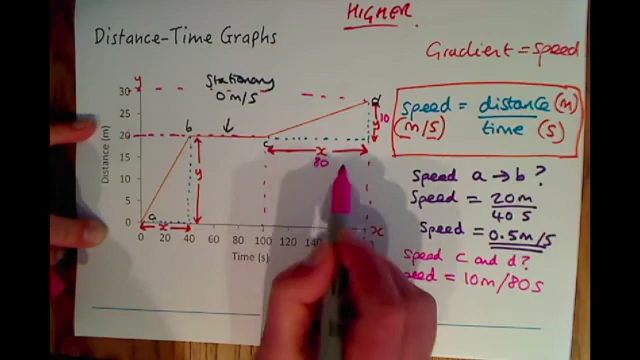 HIGHER
Distance-Time Graphs
Gradient = speed
y
Stationary
0 m/s
30
25
20
15
10
5
0
Distance (m)
a
b
c
d
x
y
x
80
y
10
x
0
20
40
60
80
100
120
140
Time (s)
speed = distance (m)
(m/s) time (s)
Speed a → b ?
Speed = 20m
40 s
Speed = 0.5m/s
Speed c and d?
speed = 10m/80s